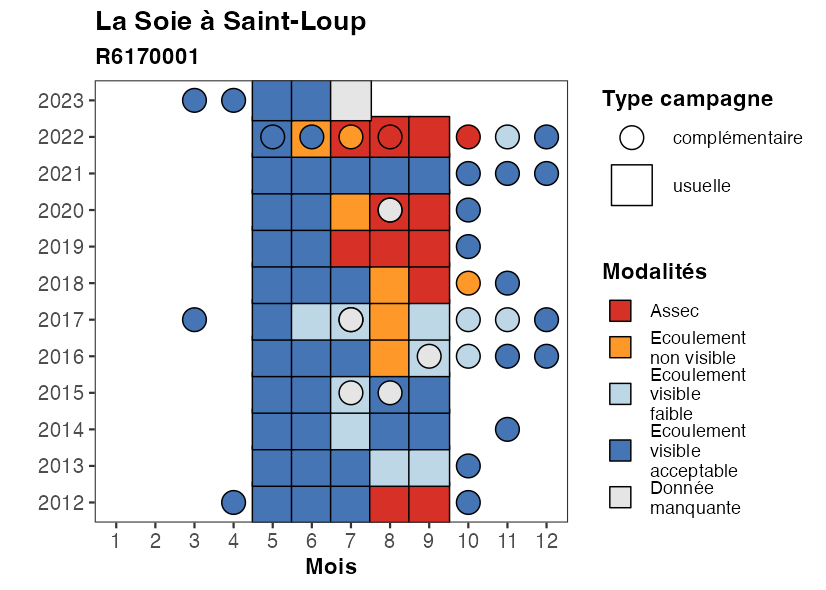 La Soie à Saint-Loup
R6170001
2023
2022
2021
2020
2019
2018
2017
2016
2015
2014
2013
2012
1 2 3 4 5 6 7 8 9 10 11 12
Mois
Type campagne
complémentaire
usuelle
Modalités
Assec
Ecoulement
non visible
Ecoulement
visible
faible
Ecoulement
visible
acceptable
Donnée
manquante